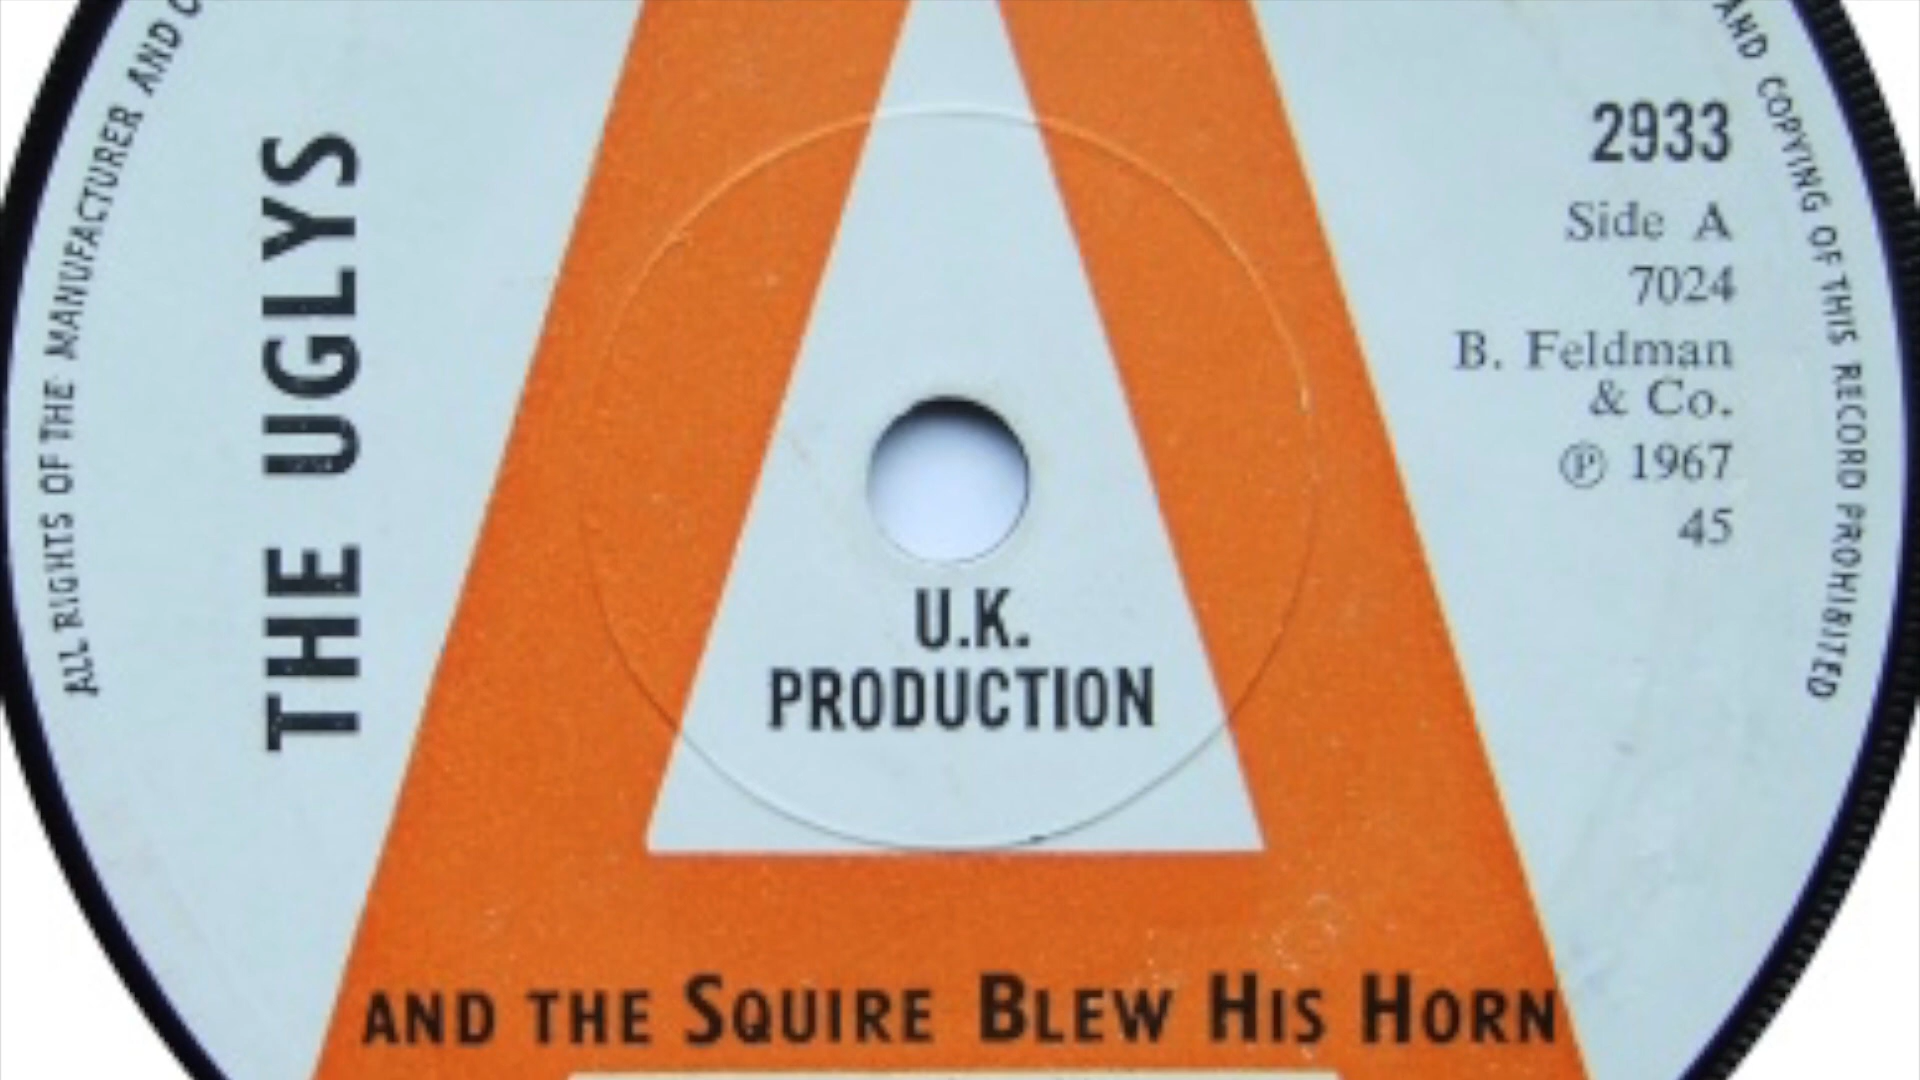 ALL RIGHTS OF THE MANUFACTURER AND
AND COPYING OF THIS RECORD PROHIBITED
THE UGLYS
2933
Side A
7024
B. Feldman
& Co.
℗ 1967
45
U.K.
PRODUCTION
AND THE SQUIRE BLEW HIS HORN